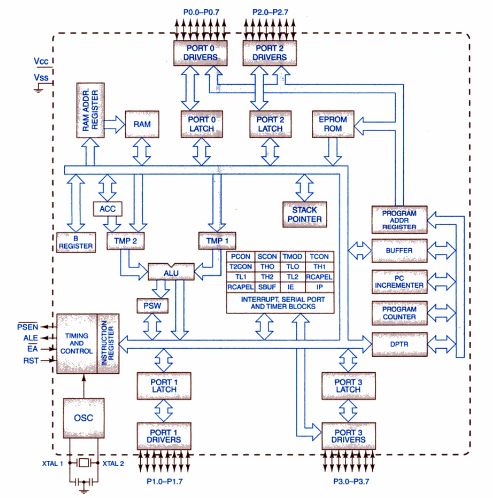 P0.0–P0.7
P2.0–P2.7
Vcc
Vss
PORT 0
DRIVERS
PORT 2
DRIVERS
RAM ADDR.
REGISTER
RAM
PORT 0
LATCH
PORT 2
LATCH
EPROM
ROM
B
REGISTER
ACC
TMP 2
TMP 1
ALU
PSW
STACK
POINTER
PCON SCON TMOD TCON
T2CON THO TLO TH1
TL1 TH2 TL2 RCAPEL
RCAPEL SBUF IE IP
INTERRUPT, SERIAL PORT
AND TIMER BLOCKS
PROGRAM
ADDR
REGISTER
BUFFER
PC
INCREMENTER
PROGRAM
COUNTER
DPTR
PSEN
ALE
EA
RST
TIMING
AND
CONTROL
INSTRUCTION
REGISTER
PORT 1
LATCH
PORT 3
LATCH
OSC
PORT 1
DRIVERS
PORT 3
DRIVERS
XTAL 1
XTAL 2
P1.0–P1.7
P3.0–P3.7